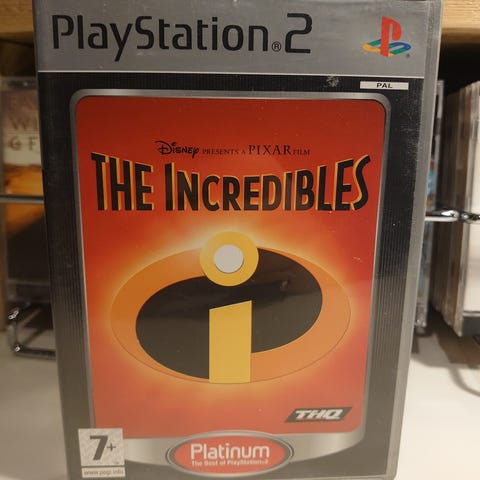 PlayStation®2
PAL
Disney PRESENTS A PIXAR FILM
THE INCREDIBLES
i
THQ
7+
www.pegi.info
Platinum
The Best of PlayStation®2